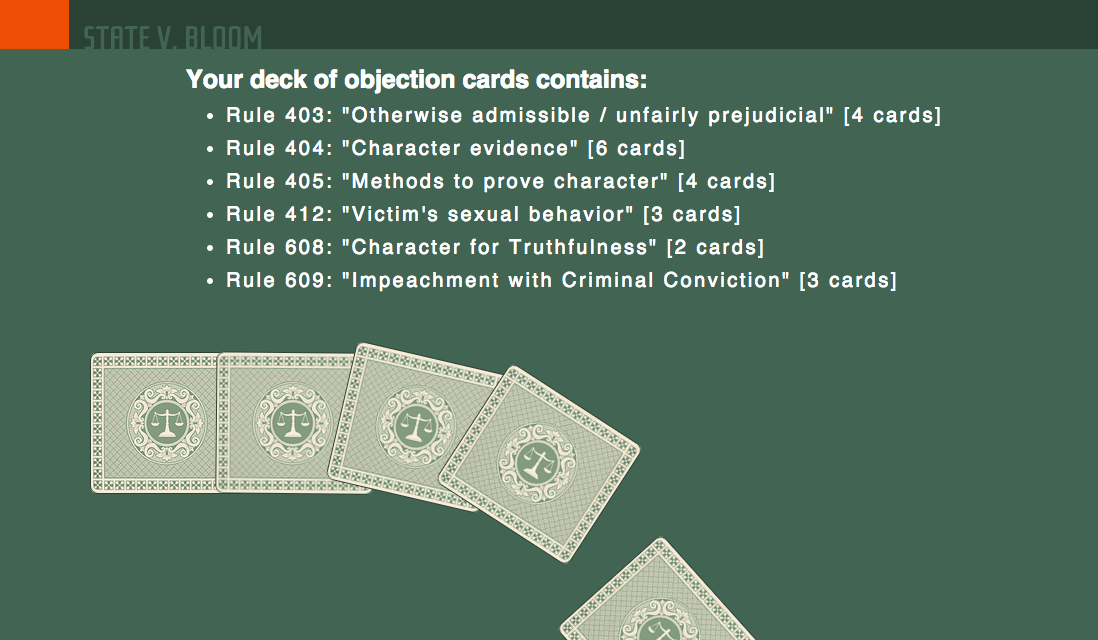 STATE V. BLOOM
Your deck of objection cards contains:
• Rule 403: "Otherwise admissible / unfairly prejudicial" [4 cards]
• Rule 404: "Character evidence" [6 cards]
• Rule 405: "Methods to prove character" [4 cards]
• Rule 412: "Victim's sexual behavior" [3 cards]
• Rule 608: "Character for Truthfulness" [2 cards]
• Rule 609: "Impeachment with Criminal Conviction" [3 cards]